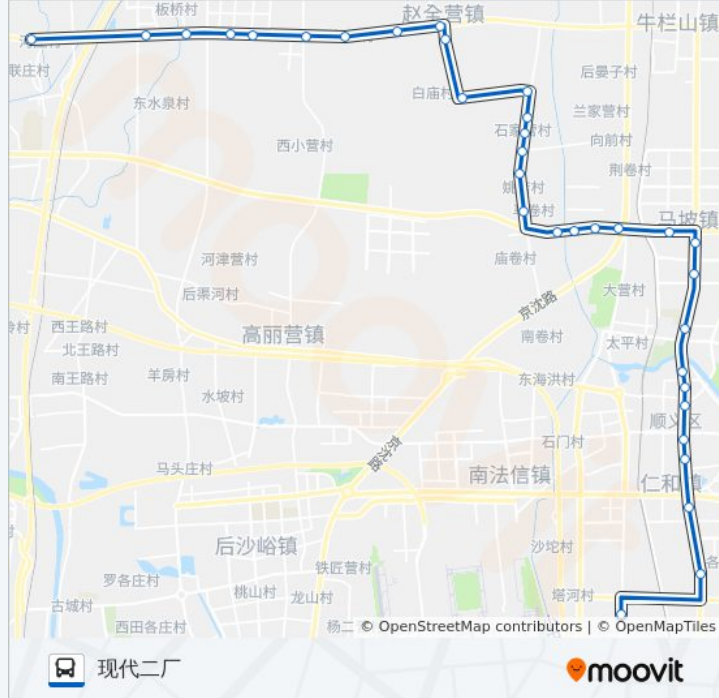 板桥村
赵全营镇
牛栏山镇
联庄村
后晏子村
白庙村
东水泉村
兰家营村
石家营村
向前村
西小营村
荆卷村
马坡镇
河津营村
庙卷村
后渠河村
大营村
京沈路
西王路村
高丽营镇
南卷村
太平村
北王路村
南王路村
羊房村
东海洪村
水坡村
顺义区
石门村
京沈路
马头庄村
南法信镇
仁和镇
后沙峪镇
沙坨村
铁匠营村
罗各庄村
桃山村
龙山村
塔河村
古城村
西田各庄村
杨二
© OpenStreetMap contributors | © OpenMapTiles
现代二厂
moovit